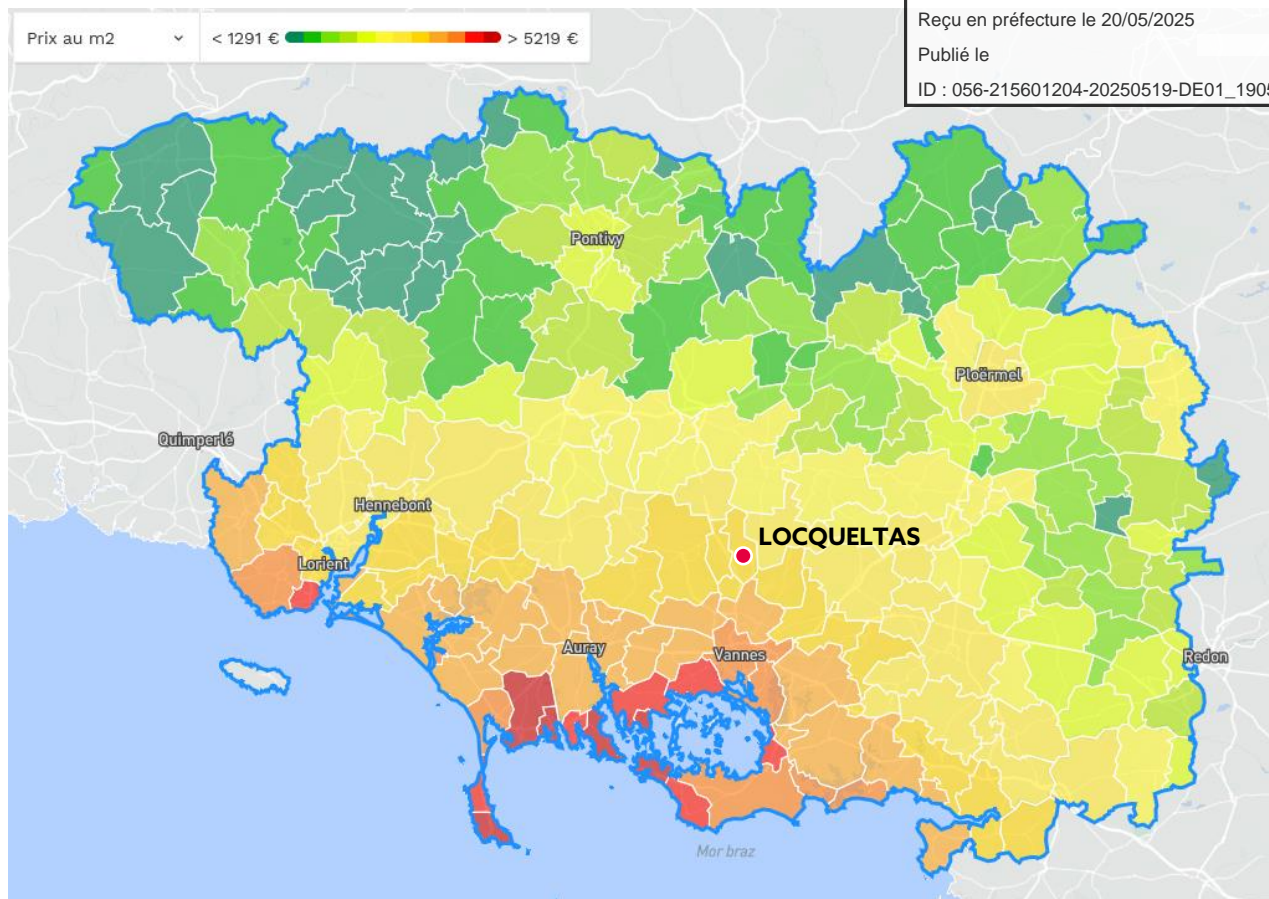 Reçu en préfecture le 20/05/2025
Publié le
ID : 056-215601204-20250519-DE01_1905
Prix au m2
< 1291 €
> 5219 €
Pontivy
Ploërmel
Quimperlé
Hennebont
LOCQUELTAS
Lorient
Auray
Vannes
Redon
Mor braz